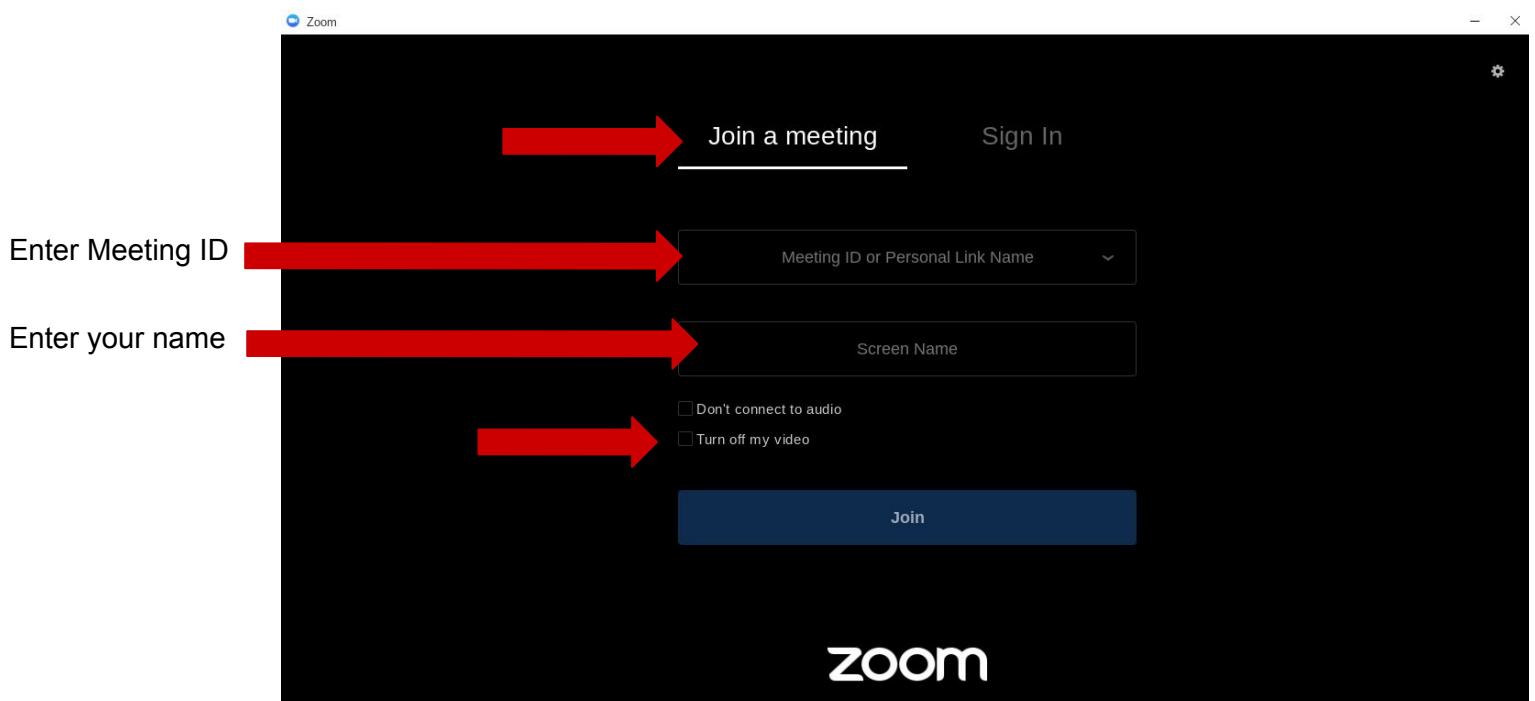 Zoom
Join a meeting
Sign In
Enter Meeting ID
Meeting ID or Personal Link Name
Enter your name
Screen Name
Don't connect to audio
Turn off my video
Join
zoom